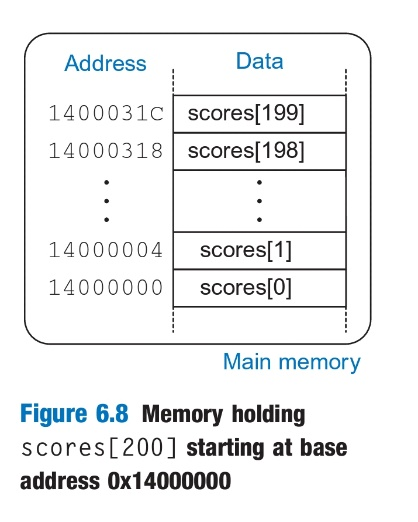 Address Data
1400031C scores[199]
14000318 scores[198]
14000004 scores[1]
14000000 scores[0]
Main memory
Figure 6.8 Memory holding
scores[200] starting at base
address 0x14000000